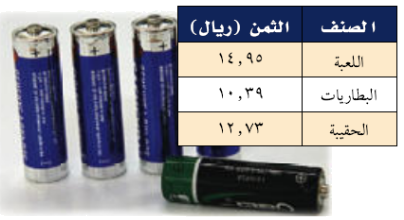 الصنف الثمن (ريال)
اللعبة ١٤,٩٥
البطاريات ١٠,٣٩
الحقيبة ١٢,٧٣